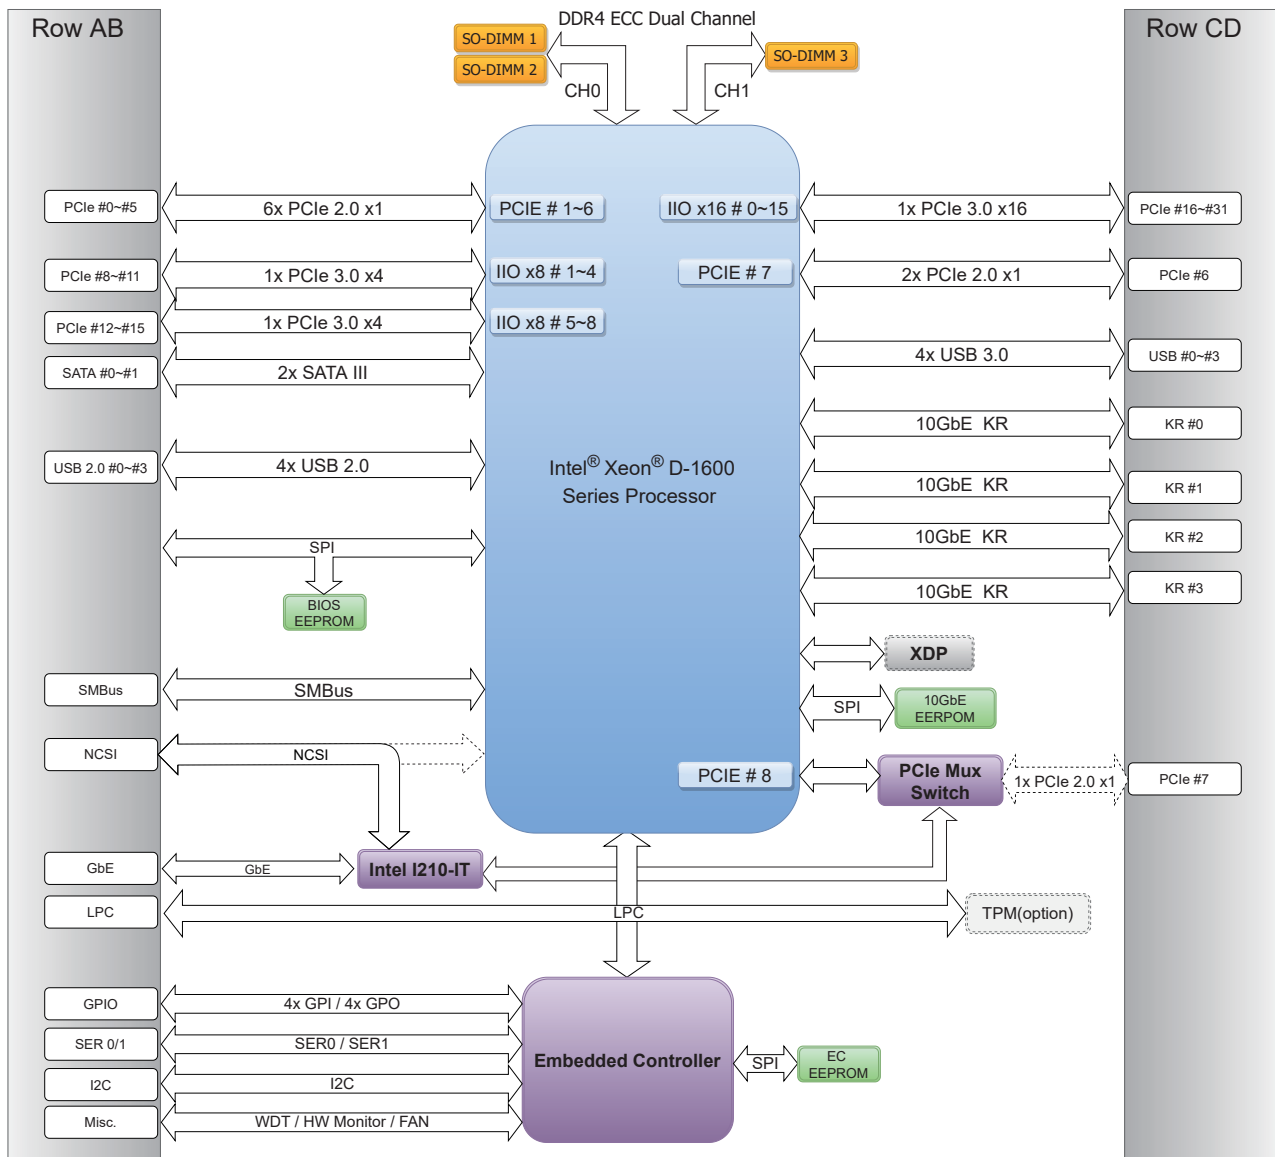 Row AB
DDR4 ECC Dual Channel
Row CD
SO-DIMM 1
SO-DIMM 2
SO-DIMM 3
CH0
CH1
PCIe #0~#5
6x PCIe 2.0 x1
PCIE # 1~6
IIO x16 # 0~15
1x PCIe 3.0 x16
PCIe #16~#31
PCIe #8~#11
1x PCIe 3.0 x4
IIO x8 # 1~4
PCIE # 7
2x PCIe 2.0 x1
PCIe #6
PCIe #12~#15
1x PCIe 3.0 x4
IIO x8 # 5~8
SATA #0~#1
2x SATA III
4x USB 3.0
USB #0~#3
10GbE KR
KR #0
USB 2.0 #0~#3
4x USB 2.0
Intel® Xeon® D-1600
Series Processor
10GbE KR
KR #1
10GbE KR
KR #2
SPI
10GbE KR
KR #3
BIOS
EEPROM
XDP
SMBus
SMBus
SPI
10GbE
EERPOM
NCSI
NCSI
PCIE # 8
PCIe Mux
Switch
1x PCIe 2.0 x1
PCIe #7
GbE
GbE
Intel I210-IT
LPC
LPC
TPM(option)
GPIO
4x GPI / 4x GPO
SER 0/1
SER0 / SER1
Embedded Controller
SPI
EC
EEPROM
I2C
I2C
Misc.
WDT / HW Monitor / FAN